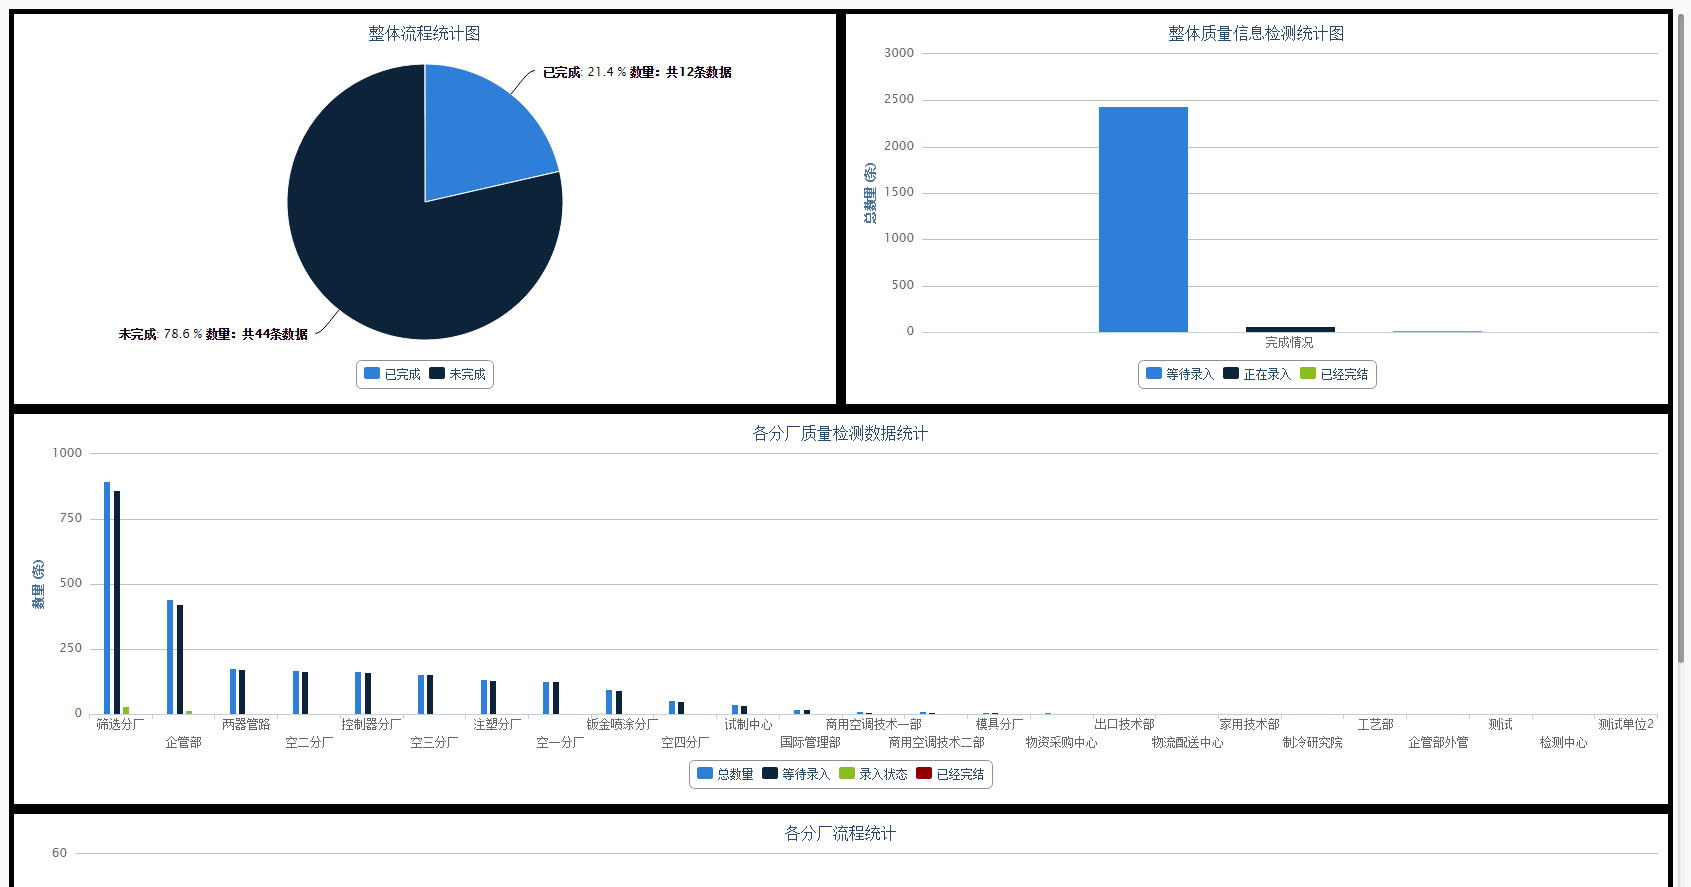 整体流程统计图
已完成: 21.4 % 数量：共12条数据
未完成: 78.6 % 数量：共44条数据
已完成 未完成
整体质量信息检测统计图
3000
2500
2000
1500
1000
500
0
总数量 (条)
完成情况
等待录入 正在录入 已经完结
各分厂质量检测数据统计
1000
750
500
250
0
数量 (条)
筛选分厂 两器管路 控制器分厂 注塑分厂 钣金喷涂分厂 试制中心 商用空调技术一部 模具分厂 出口技术部 家用技术部 工艺部 测试 测试单位2
企管部 空二分厂 空三分厂 空一分厂 空四分厂 国际管理部 商用空调技术二部 物资采购中心 物流配送中心 制冷研究院 企管部外管 检测中心
总数量 等待录入 录入状态 已经完结
各分厂流程统计
60